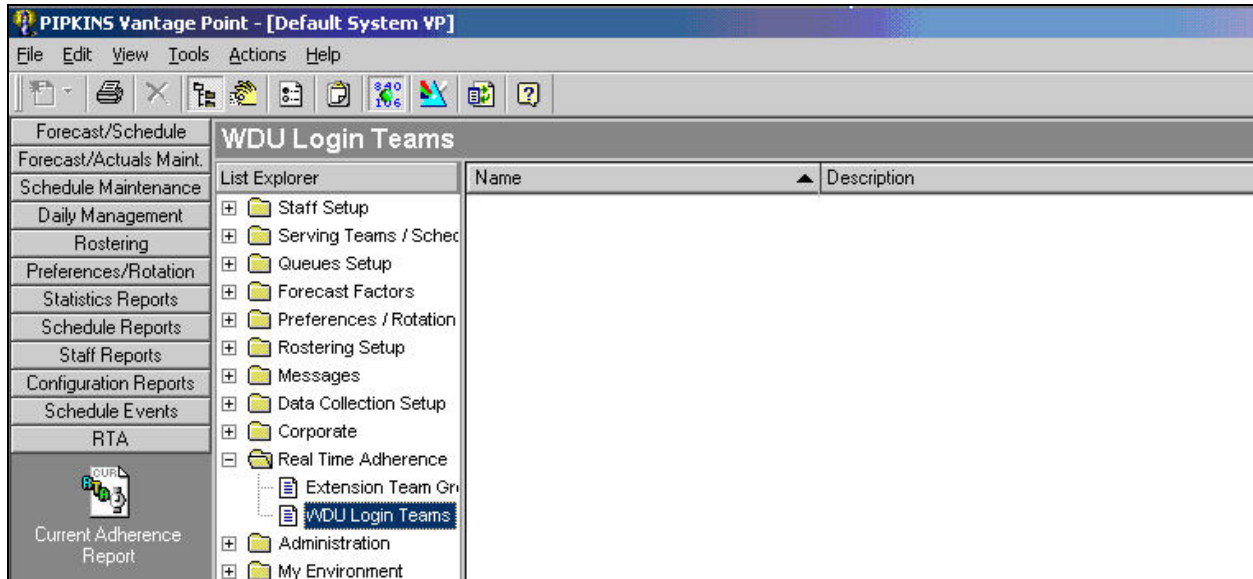 PIPKINS Vantage Point - [Default System VP]
File Edit View Tools Actions Help
Forecast/Schedule
Forecast/Actuals Maint.
Schedule Maintenance
Daily Management
Rostering
Preferences/Rotation
Statistics Reports
Schedule Reports
Staff Reports
Configuration Reports
Schedule Events
RTA
CUR
RTA
Current Adherence
Report
WDU Login Teams
List Explorer
Staff Setup
Serving Teams / Sched
Queues Setup
Forecast Factors
Preferences / Rotation
Rostering Setup
Messages
Data Collection Setup
Corporate
Real Time Adherence
Extension Team Gr
WDU Login Teams
Administration
My Environment
Name Description